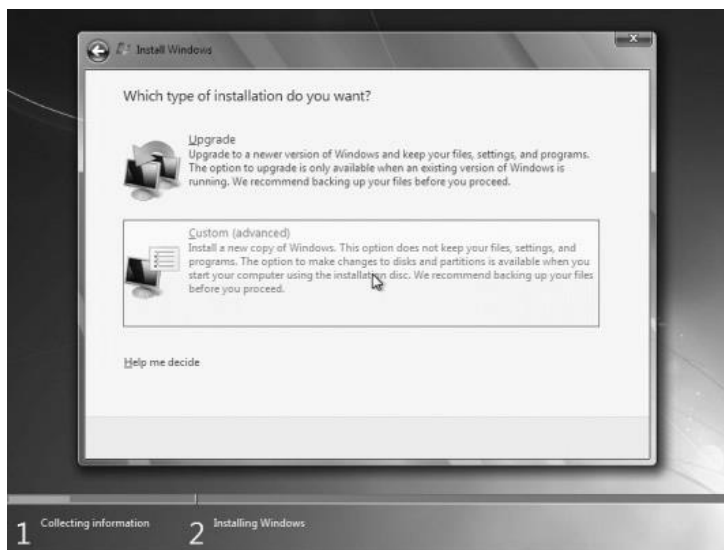 Install Windows
Which type of installation do you want?
Upgrade
Upgrade to a newer version of Windows and keep your files, settings, and programs.
The option to upgrade is only available when an existing version of Windows is
running. We recommend backing up your files before you proceed.
Custom (advanced)
Install a new copy of Windows. This option does not keep your files, settings, and
programs. The option to make changes to disks and partitions is available when you
start your computer using the installation disc. We recommend backing up your files
before you proceed.
Help me decide
1 Collecting information 2 Installing Windows